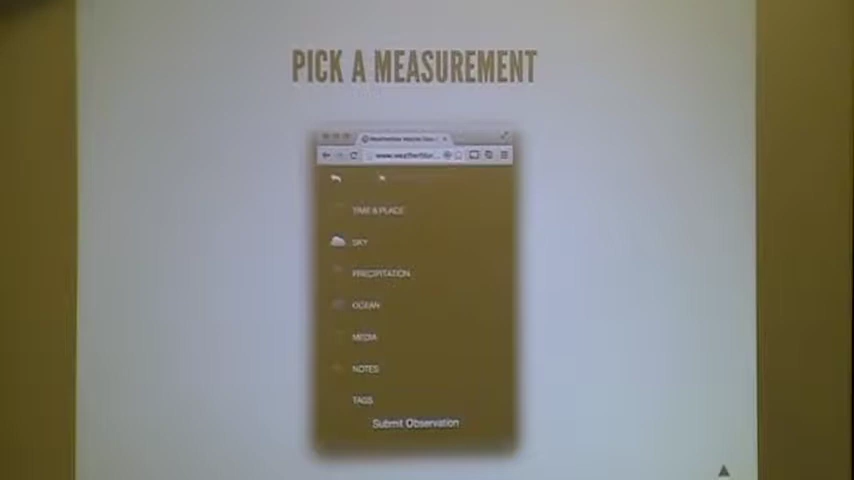 PICK A MEASUREMENT
TIME & PLACE
SKY
PRECIPITATION
OCEAN
MEDIA
NOTES
TAGS
Submit Observation